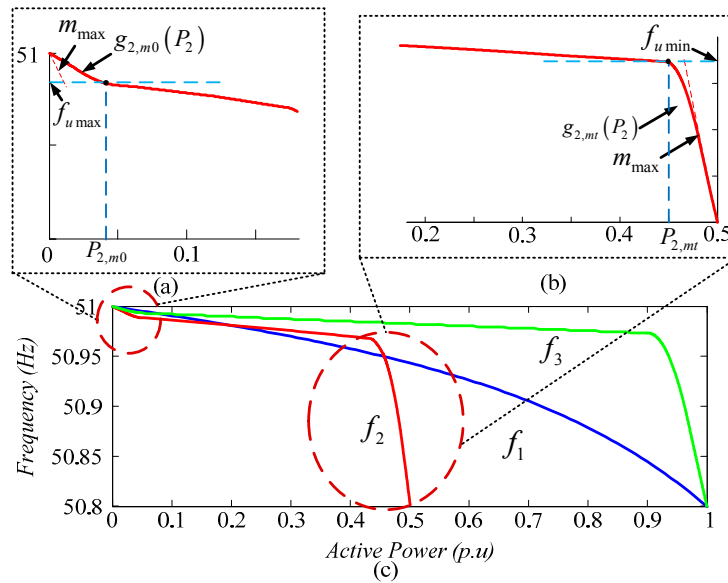 51
m_max
g_{2,m0}(P_2)
f_{u max}
0
0.1
P_{2,m0}
(a)
f_{u min}
g_{2,mt}(P_2)
m_max
0.2
0.3
0.4
0.5
P_{2,mt}
(b)
Frequency (Hz)
51
50.95
50.9
50.85
50.8
f_3
f_2
f_1
0
0.1
0.2
0.3
0.4
0.5
0.6
0.7
0.8
0.9
1
Active Power (p.u)
(c)